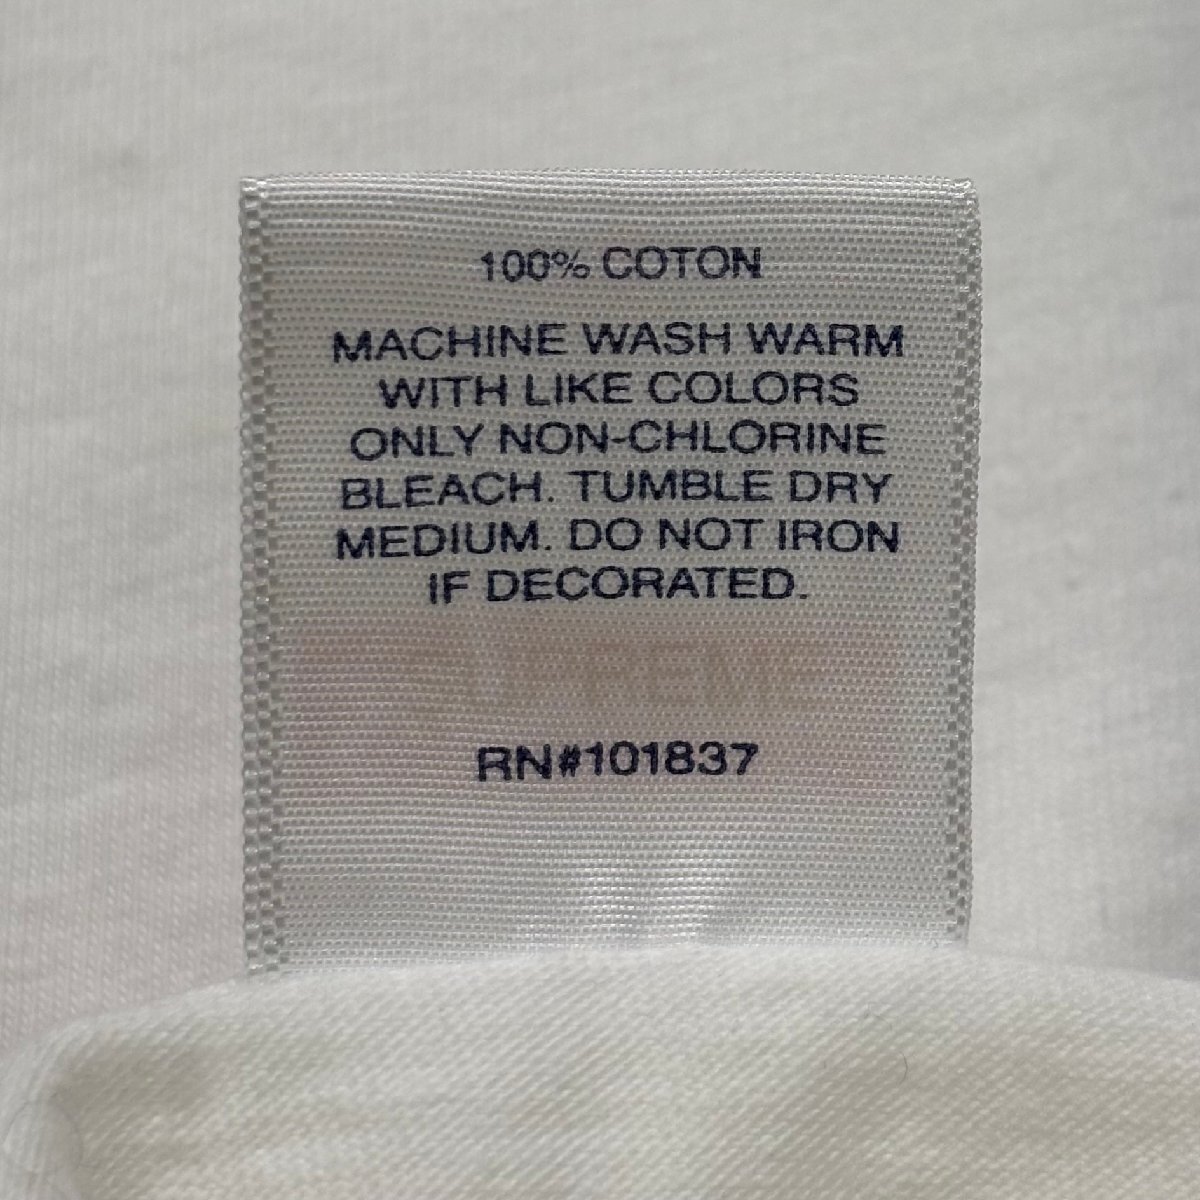 100% COTON
MACHINE WASH WARM
WITH LIKE COLORS
ONLY NON-CHLORINE
BLEACH. TUMBLE DRY
MEDIUM. DO NOT IRON
IF DECORATED.
RN#101837